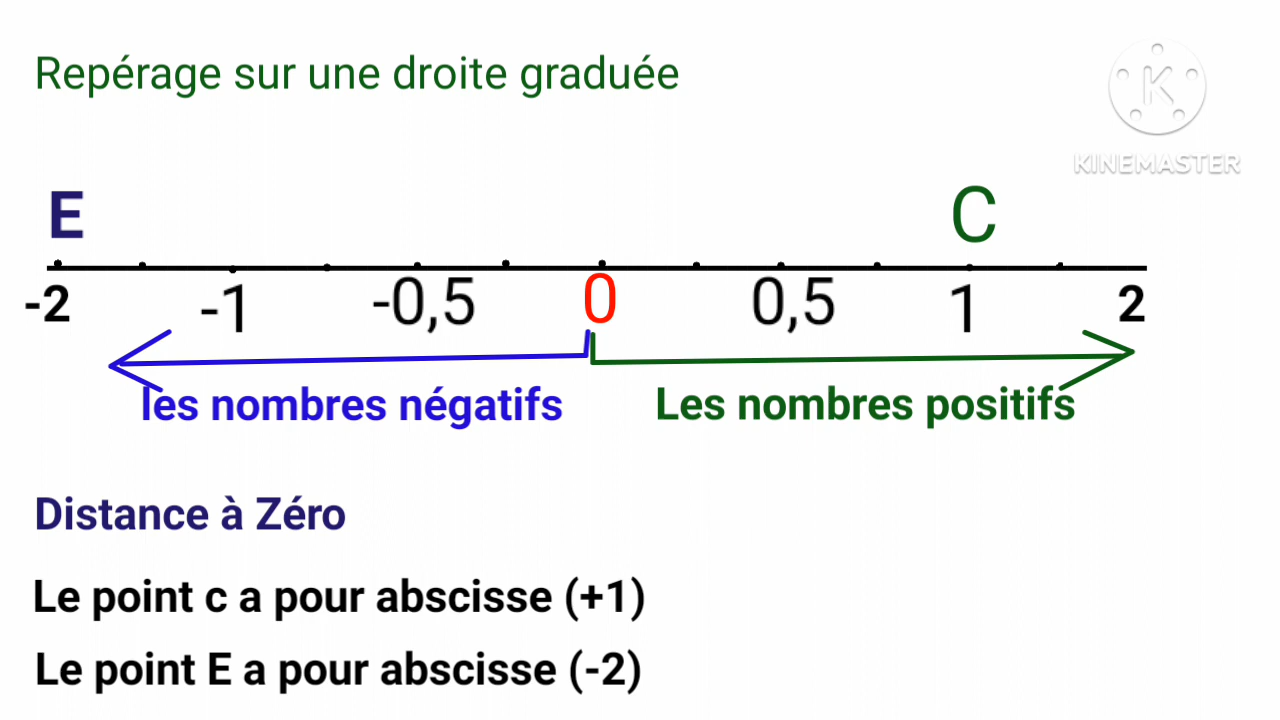 Repérage sur une droite graduée
K
KINEMASTER
E C
-2 -1 -0,5 0 0,5 1 2
les nombres négatifs Les nombres positifs
Distance à Zéro
Le point c a pour abscisse (+1)
Le point E a pour abscisse (-2)